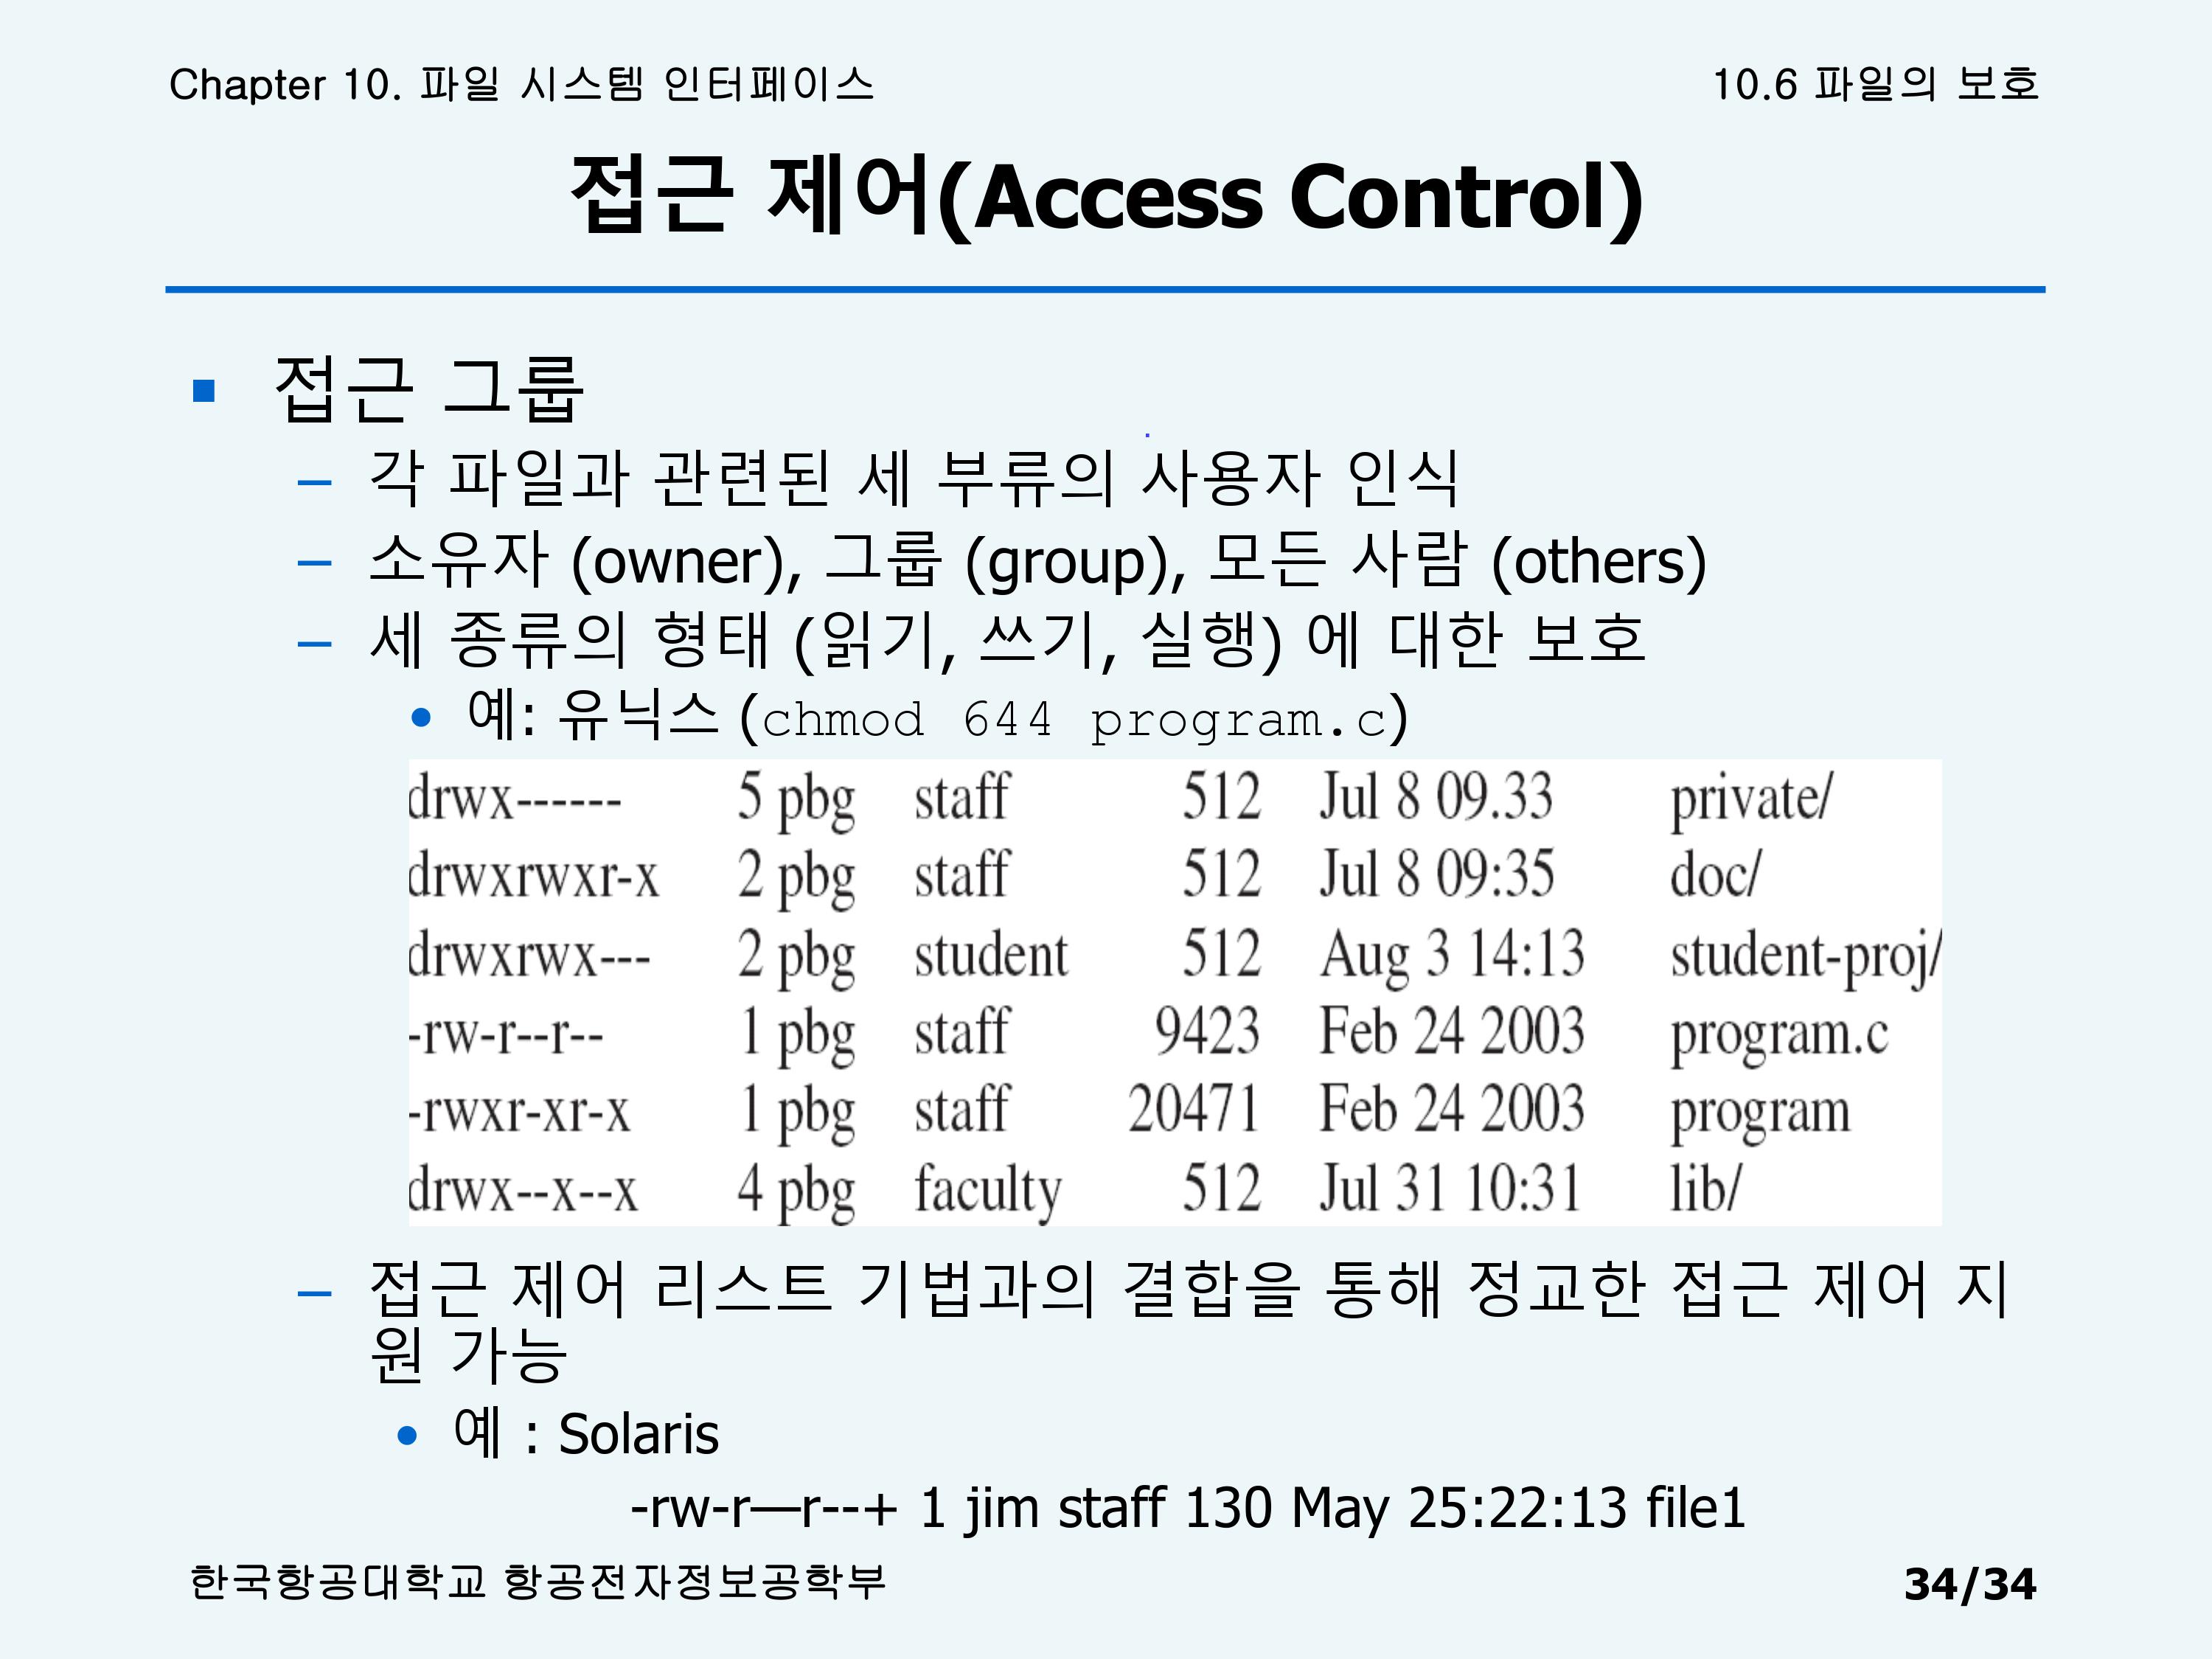 Chapter 10. 파일 시스템 인터페이스
10.6 파일의 보호
접근 제어(Access Control)
접근 그룹
– 각 파일과 관련된 세 부류의 사용자 인식
– 소유자 (owner), 그룹 (group), 모든 사람 (others)
– 세 종류의 형태 (읽기, 쓰기, 실행) 에 대한 보호
• 예: 유닉스 (chmod 644 program.c)
drwx------ 5 pbg staff 512 Jul 8 09.33 private/
drwxrwxr-x 2 pbg staff 512 Jul 8 09:35 doc/
drwxrwx--- 2 pbg student 512 Aug 3 14:13 student-proj/
-rw-r--r-- 1 pbg staff 9423 Feb 24 2003 program.c
-rwxr-xr-x 1 pbg staff 20471 Feb 24 2003 program
drwx--x--x 4 pbg faculty 512 Jul 31 10:31 lib/
– 접근 제어 리스트 기법과의 결합을 통해 정교한 접근 제어 지
원 가능
• 예 : Solaris
-rw-r—r--+ 1 jim staff 130 May 25:22:13 file1
한국항공대학교 항공전자정보공학부
34/34